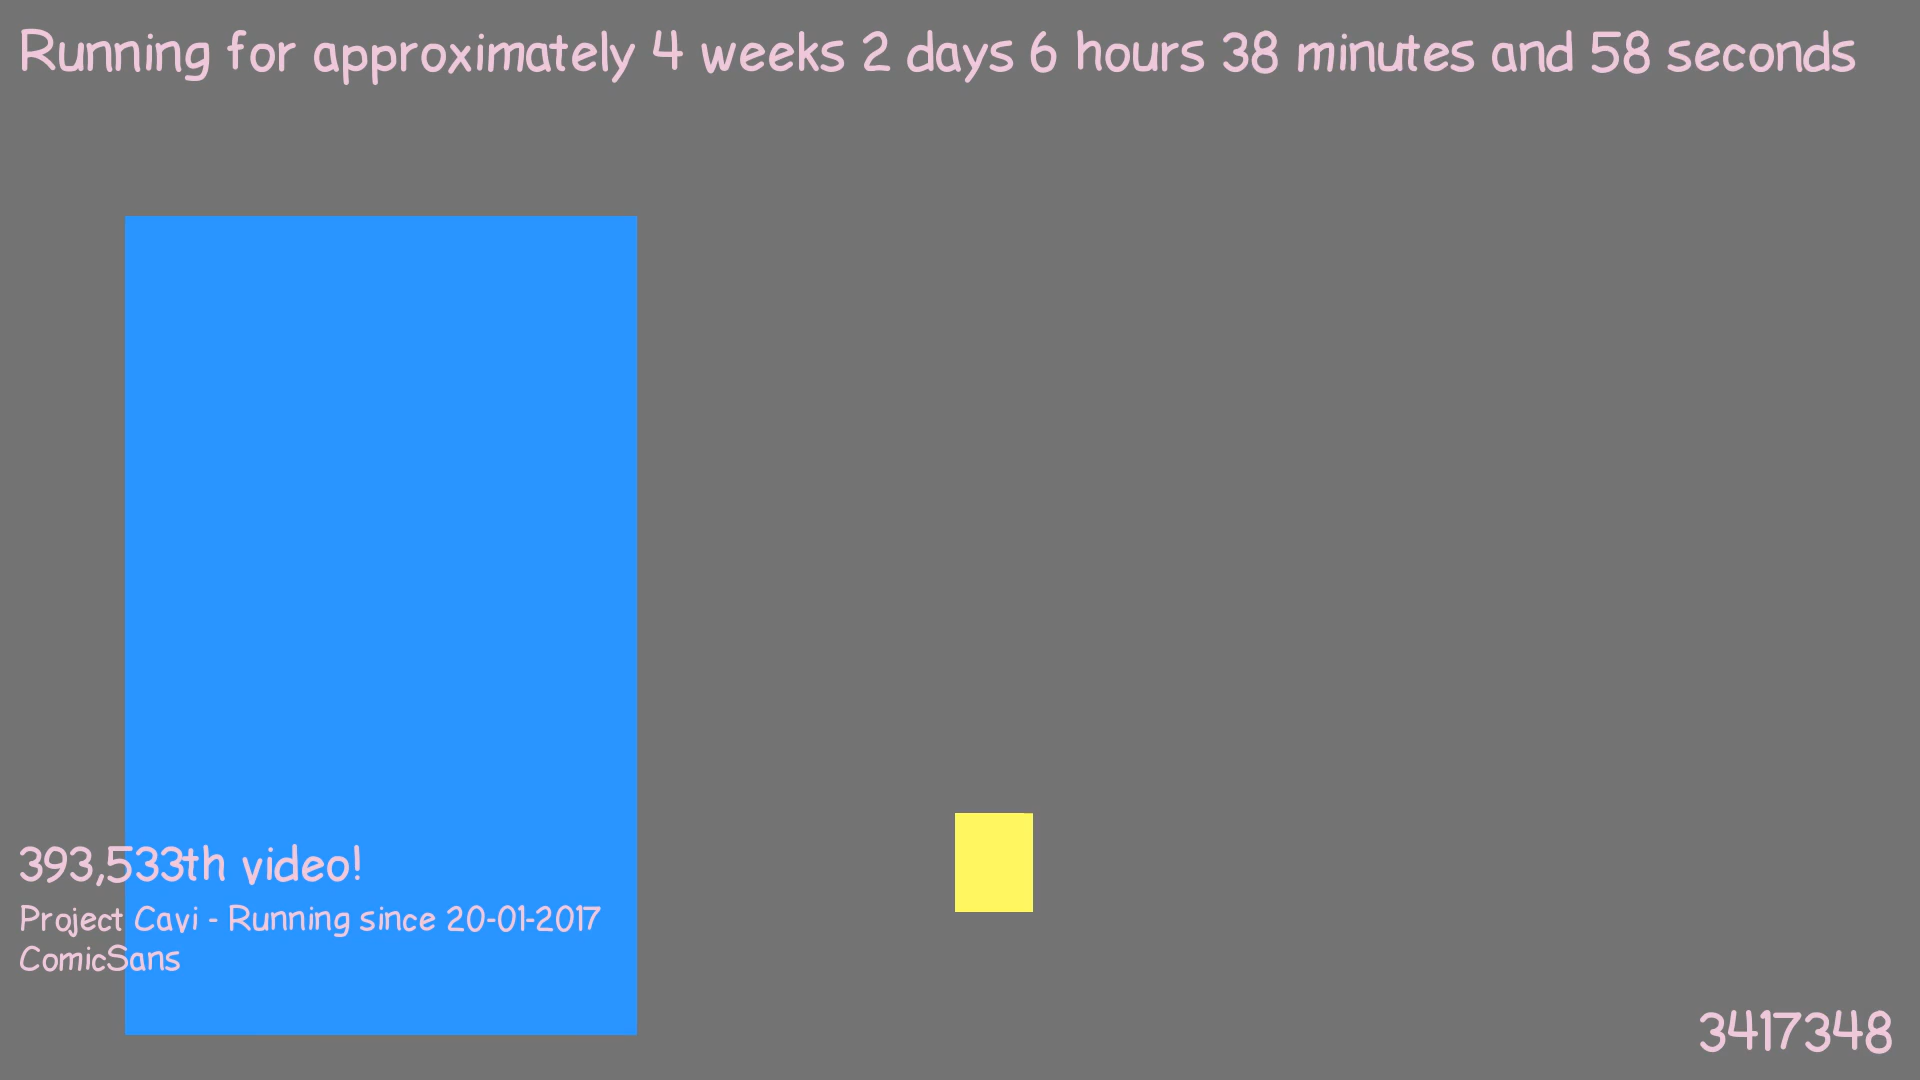 Running for approximately 4 weeks 2 days 6 hours 38 minutes and 58 seconds
393,533th video!
Project Cavi - Running since 20-01-2017
ComicSans
3417348